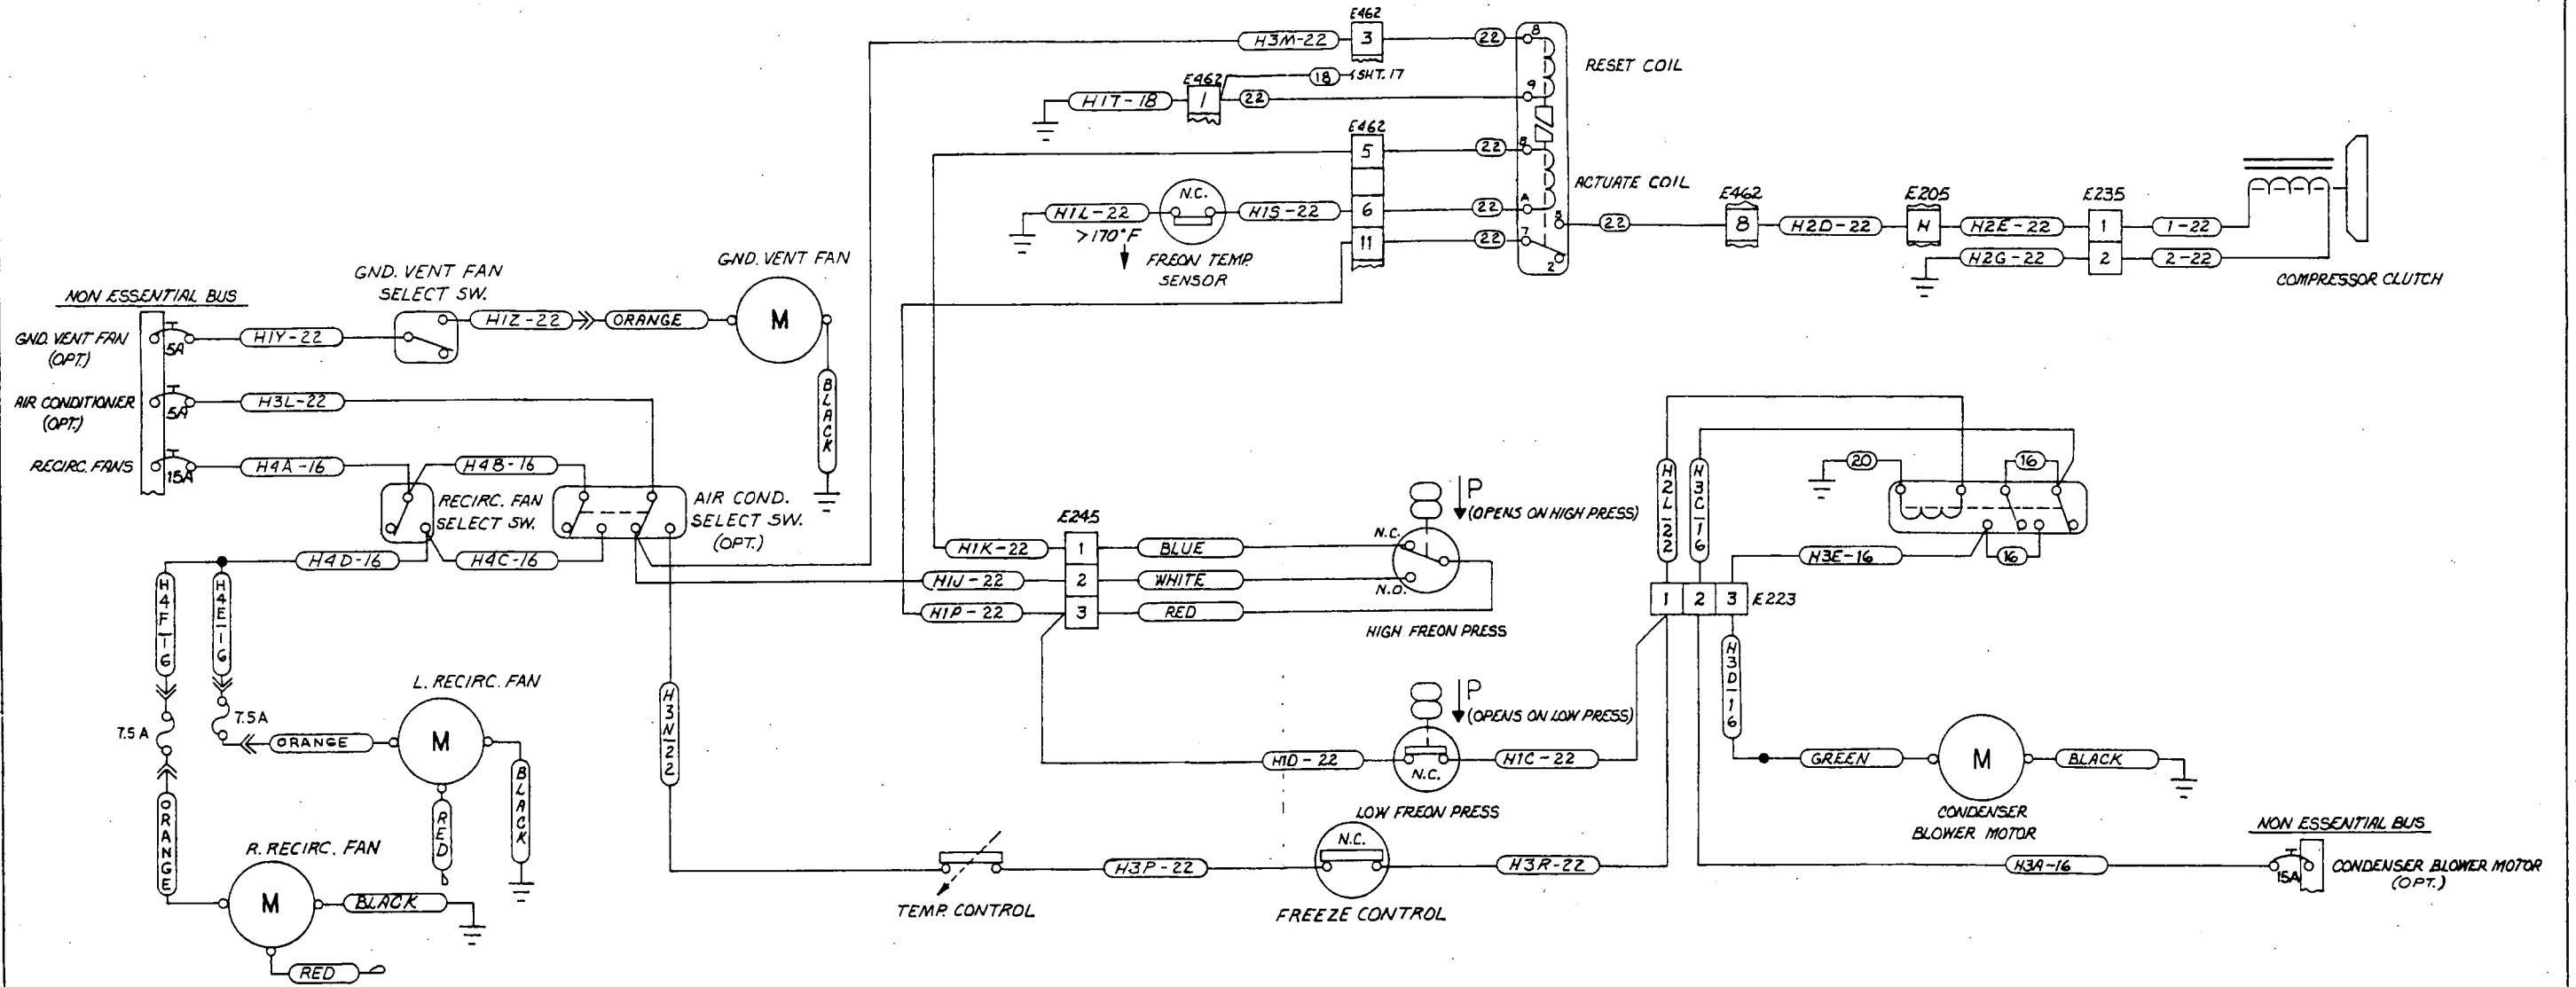 E462
H3M-22
3
22
8
RESET COIL
E462
18
SHT. 17
H1T-18
1
22
9
E462
5
22
B
ACTUATE COIL
N.C.
H1L-22
H1S-22
6
22
A
>170°F
FREON TEMP.
SENSOR
11
22
7
5
2
22
E462
8
H2D-22
E205
H
H2E-22
E235
1
1-22
H2G-22
2
2-22
COMPRESSOR CLUTCH
NON ESSENTIAL BUS
GND. VENT FAN
(OPT.)
5A
H1Y-22
GND. VENT FAN
SELECT SW.
H1Z-22
ORANGE
GND. VENT FAN
M
BLACK
AIR CONDITIONER
(OPT.)
5A
H3L-22
RECIRC. FANS
15A
H4A-16
H4B-16
RECIRC. FAN
SELECT SW.
AIR COND.
SELECT SW.
(OPT.)
H4D-16
H4C-16
H4F-16
H4E-16
7.5A
7.5A
L. RECIRC. FAN
ORANGE
M
RED
BLACK
ORANGE
R. RECIRC. FAN
M
BLACK
RED
H3N-22
E245
H1K-22
1
BLUE
H1J-22
2
WHITE
H1P-22
3
RED
N.C.
N.O.
P
(OPENS ON HIGH PRESS)
HIGH FREON PRESS
P
(OPENS ON LOW PRESS)
H1D-22
N.C.
H1C-22
LOW FREON PRESS
TEMP. CONTROL
H3P-22
N.C.
H3R-22
FREEZE CONTROL
H2L-22
H3C-16
20
16
H3E-16
16
1
2
3
E223
H3D-16
GREEN
M
BLACK
CONDENSER
BLOWER MOTOR
H3A-16
NON ESSENTIAL BUS
15A
CONDENSER BLOWER MOTOR
(OPT.)